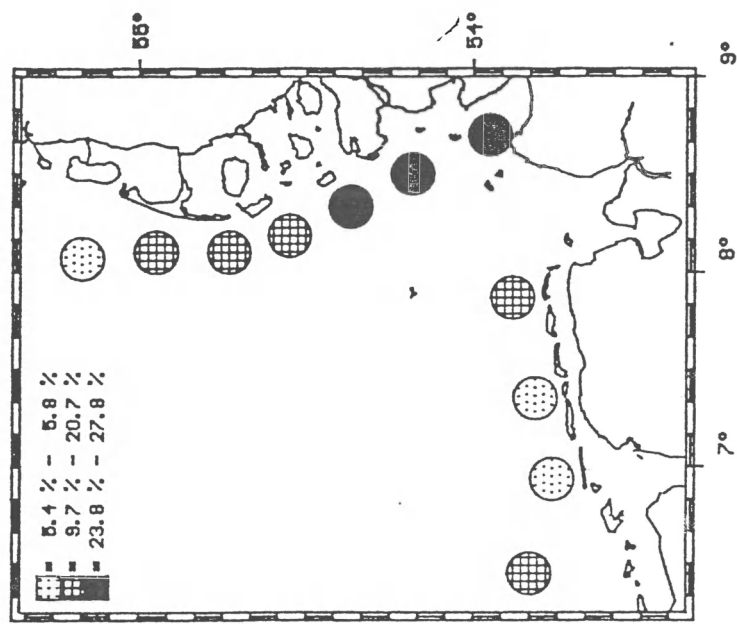 = 5.4 % - 5.8 %
= 9.7 % - 20.7 %
= 23.8 % - 27.8 %
55°
54°
7°
8°
9°